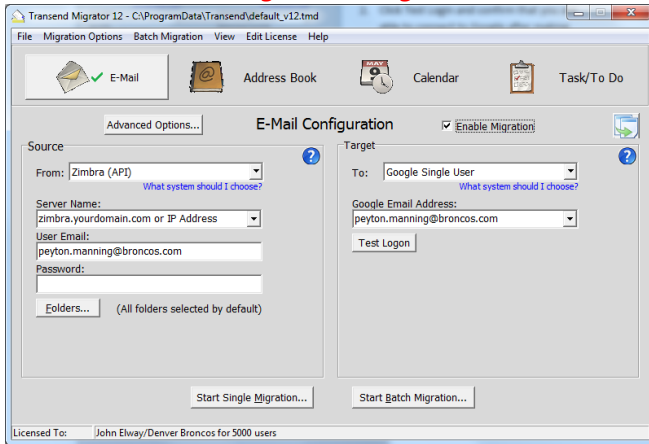 Transend Migrator 12 - C:\ProgramData\Transend\default_v12.tmd
File Migration Options Batch Migration View Edit License Help
E-Mail Address Book Calendar Task/To Do
MAY
Advanced Options... E-Mail Configuration Enable Migration
Source Target
From: Zimbra (API) To: Google Single User
What system should I choose? What system should I choose?
Server Name: Google Email Address:
zimbra.yourdomain.com or IP Address peyton.manning@broncos.com
User Email: Test Logon
peyton.manning@broncos.com
Password:
Folders... (All folders selected by default)
Start Single Migration... Start Batch Migration...
Licensed To: John Elway/Denver Broncos for 5000 users